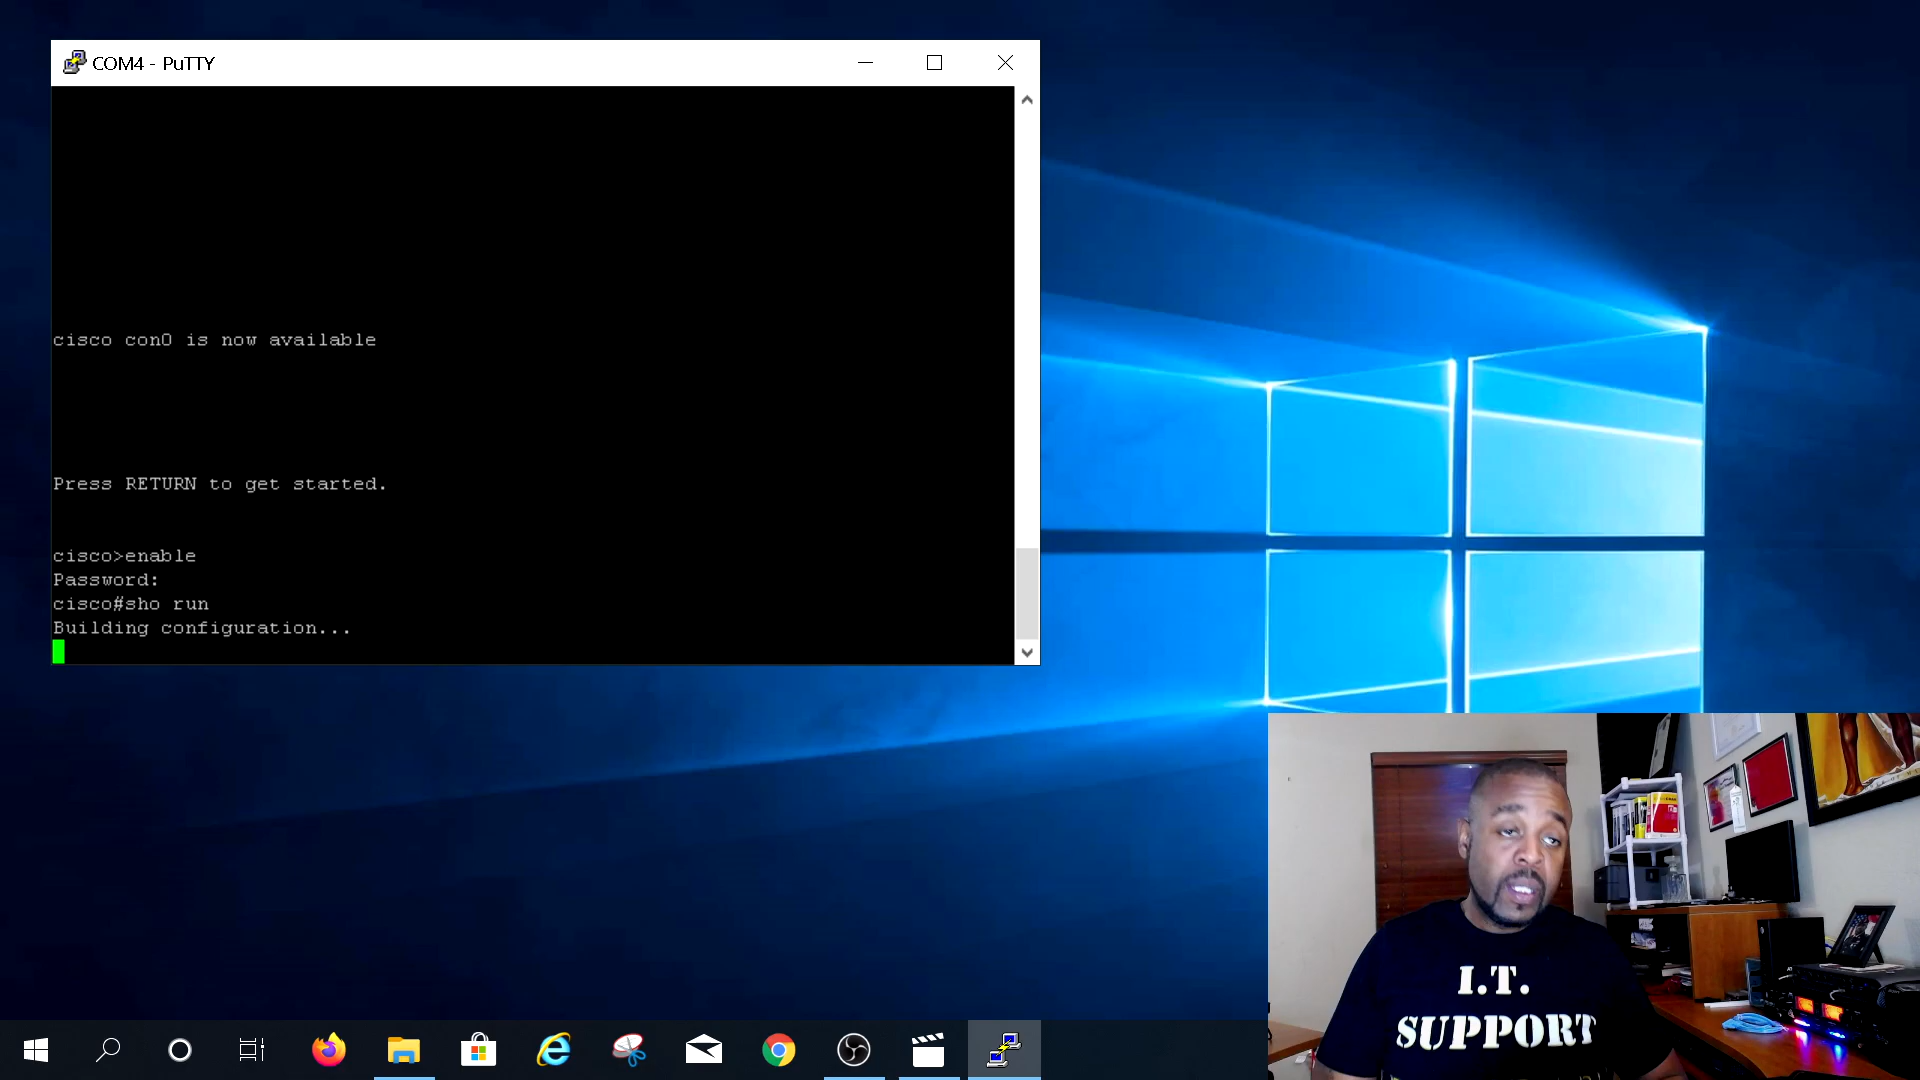 COM4 - PuTTY
cisco con0 is now available
Press RETURN to get started.
cisco>enable
Password:
cisco#sho run
Building configuration...
I.T.
SUPPORT